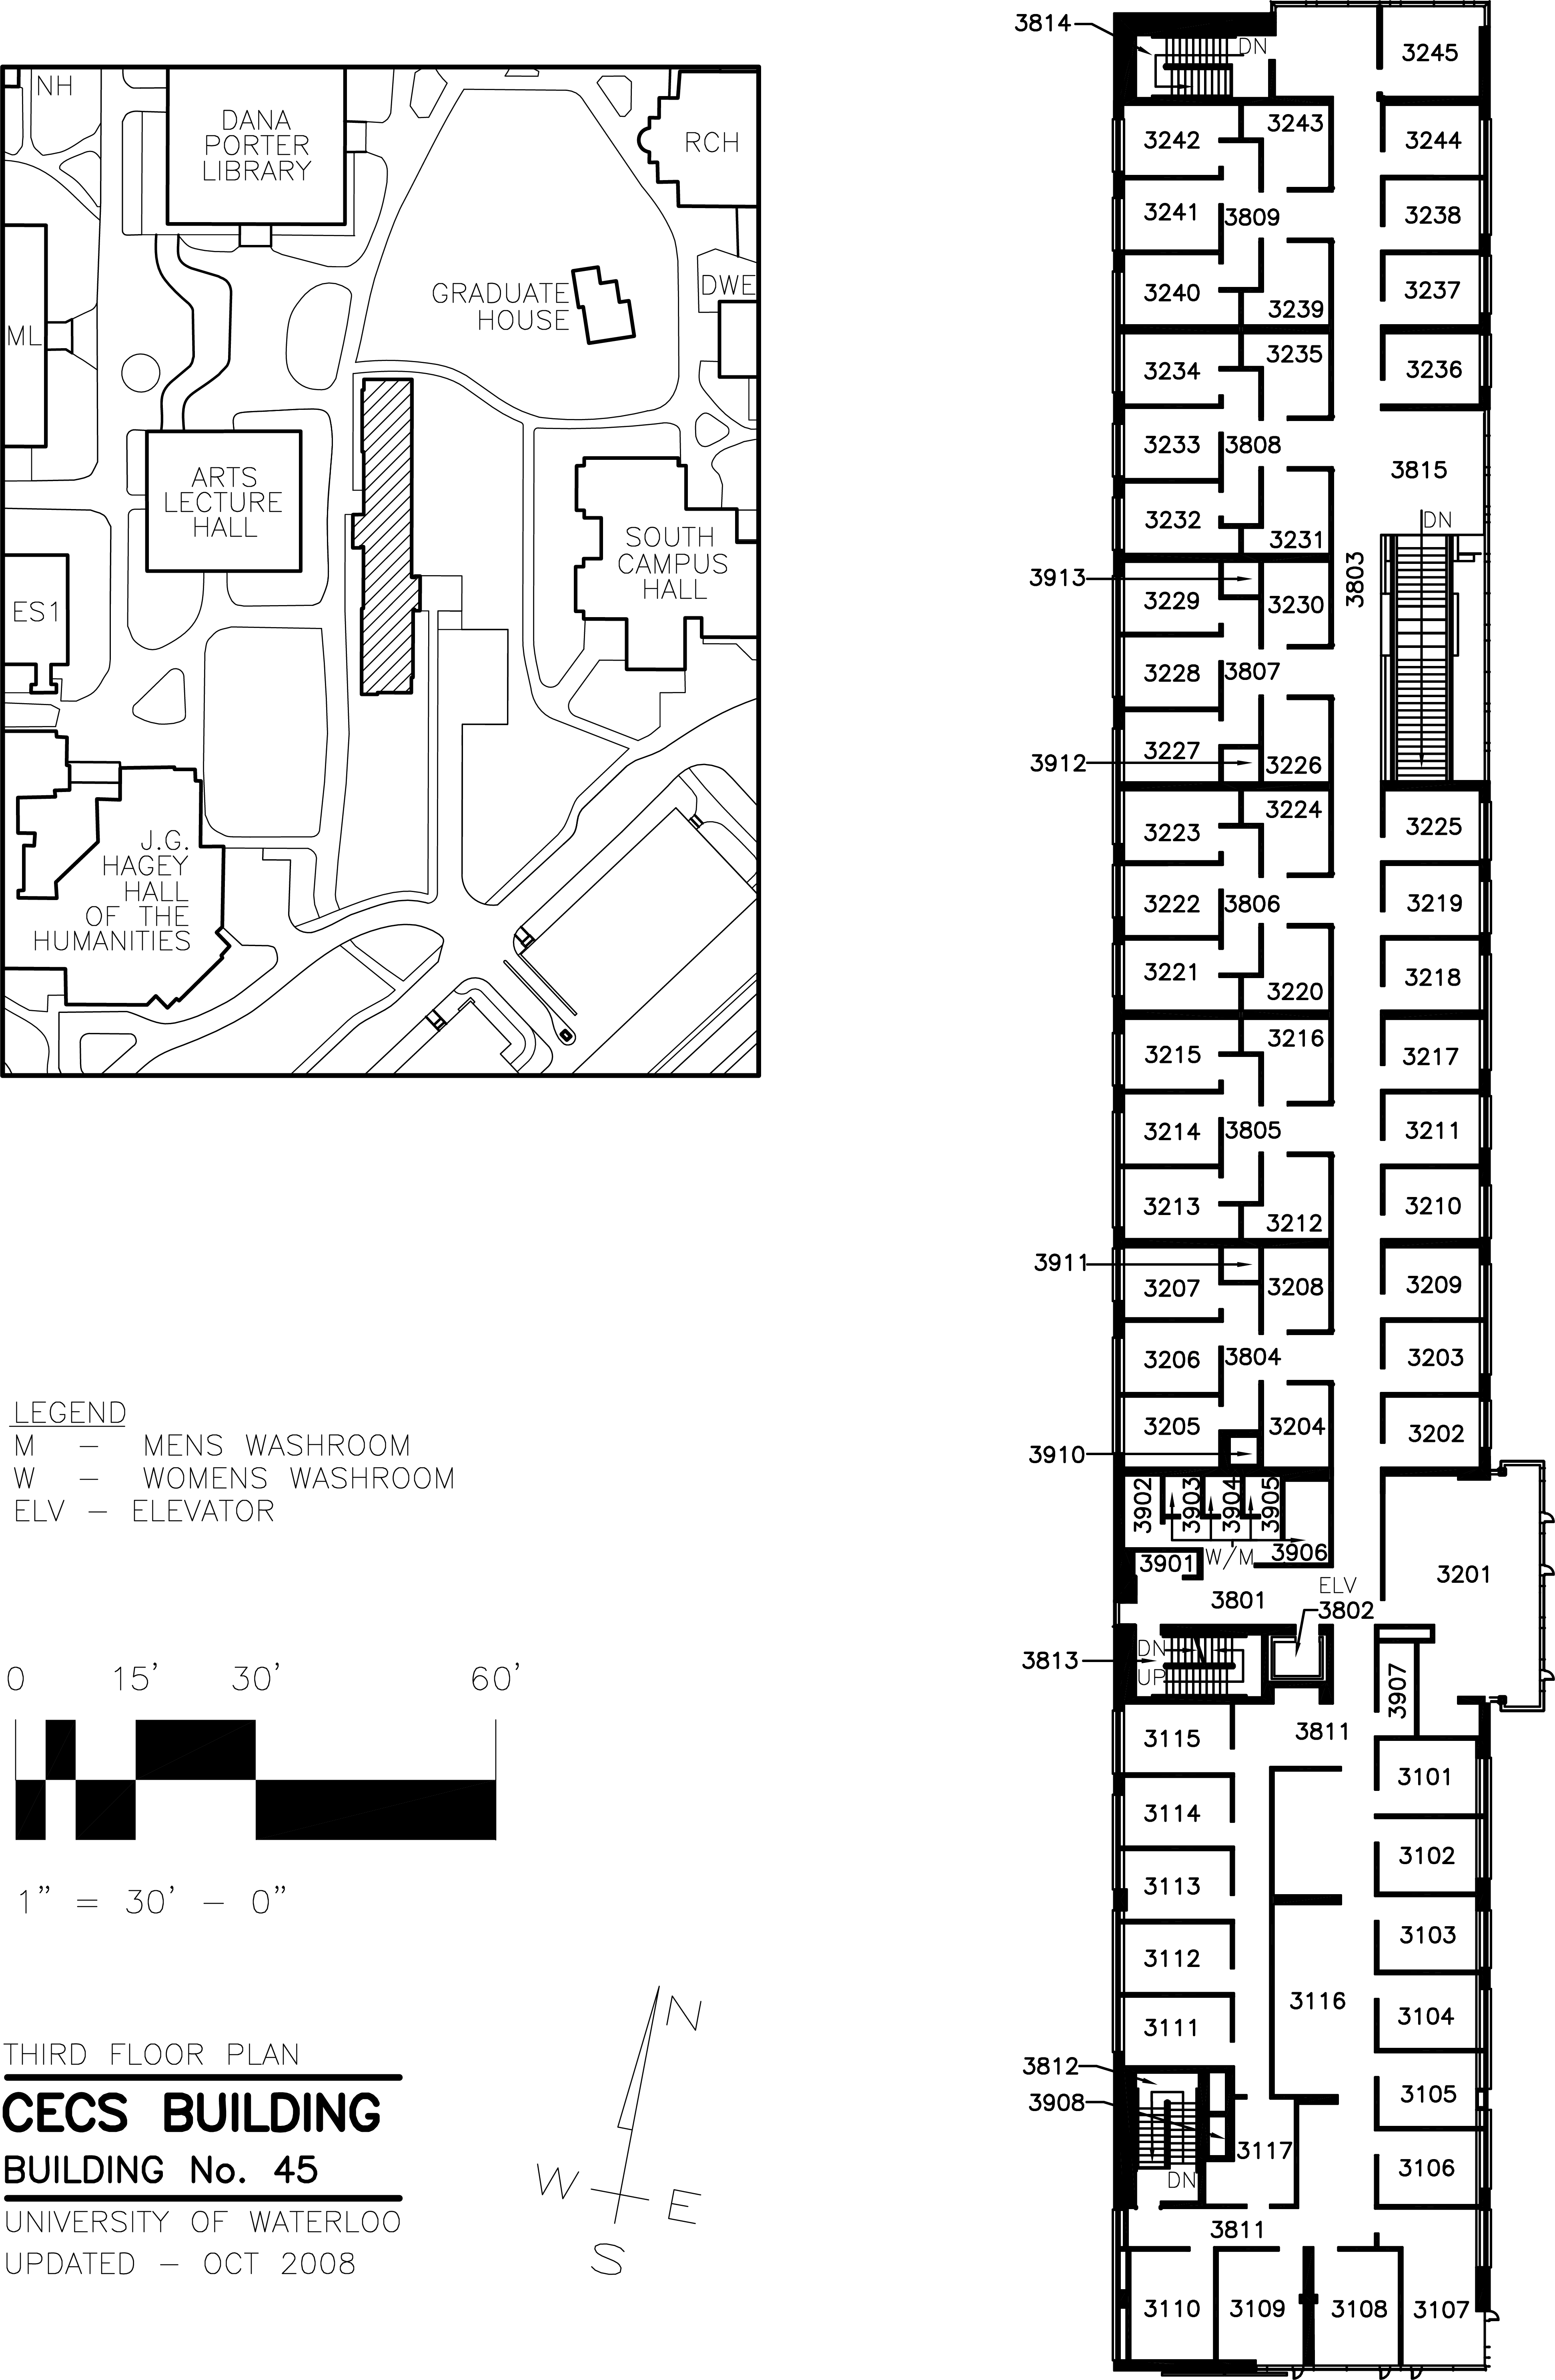 NH
DANA
PORTER
LIBRARY
RCH
GRADUATE
HOUSE
DWE
ML
ARTS
LECTURE
HALL
SOUTH
CAMPUS
HALL
ES1
J.G.
HAGEY
HALL
OF THE
HUMANITIES
LEGEND
M – MENS WASHROOM
W – WOMENS WASHROOM
ELV – ELEVATOR
0 15' 30' 60'
1" = 30' – 0"
THIRD FLOOR PLAN
CECS BUILDING
BUILDING No. 45
UNIVERSITY OF WATERLOO
UPDATED – OCT 2008
N
W
E
S
3814
DN
3245
3243
3242
3244
3241
3809
3238
3240
3239
3237
3234
3235
3236
3233
3808
3815
3232
3231
DN
3803
3913
3229
3230
3228
3807
3227
3912
3226
3223
3224
3225
3222
3806
3219
3221
3220
3218
3215
3216
3217
3214
3805
3211
3213
3212
3210
3911
3207
3208
3209
3206
3804
3203
3205
3204
3202
3910
3902
3903
3904
3905
3901
W/M
3906
3201
3801
ELV
3802
3813
DN
UP
3907
3115
3811
3101
3114
3102
3113
3103
3112
3116
3104
3111
3812
3908
3105
3117
3106
DN
3811
3110
3109
3108
3107